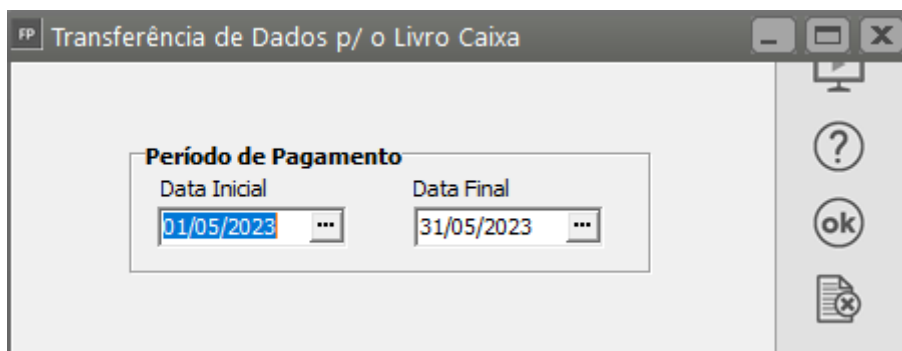 FP Transferência de Dados p/ o Livro Caixa
Período de Pagamento
Data Inicial Data Final
01/05/2023 ... 31/05/2023 ...
?
ok